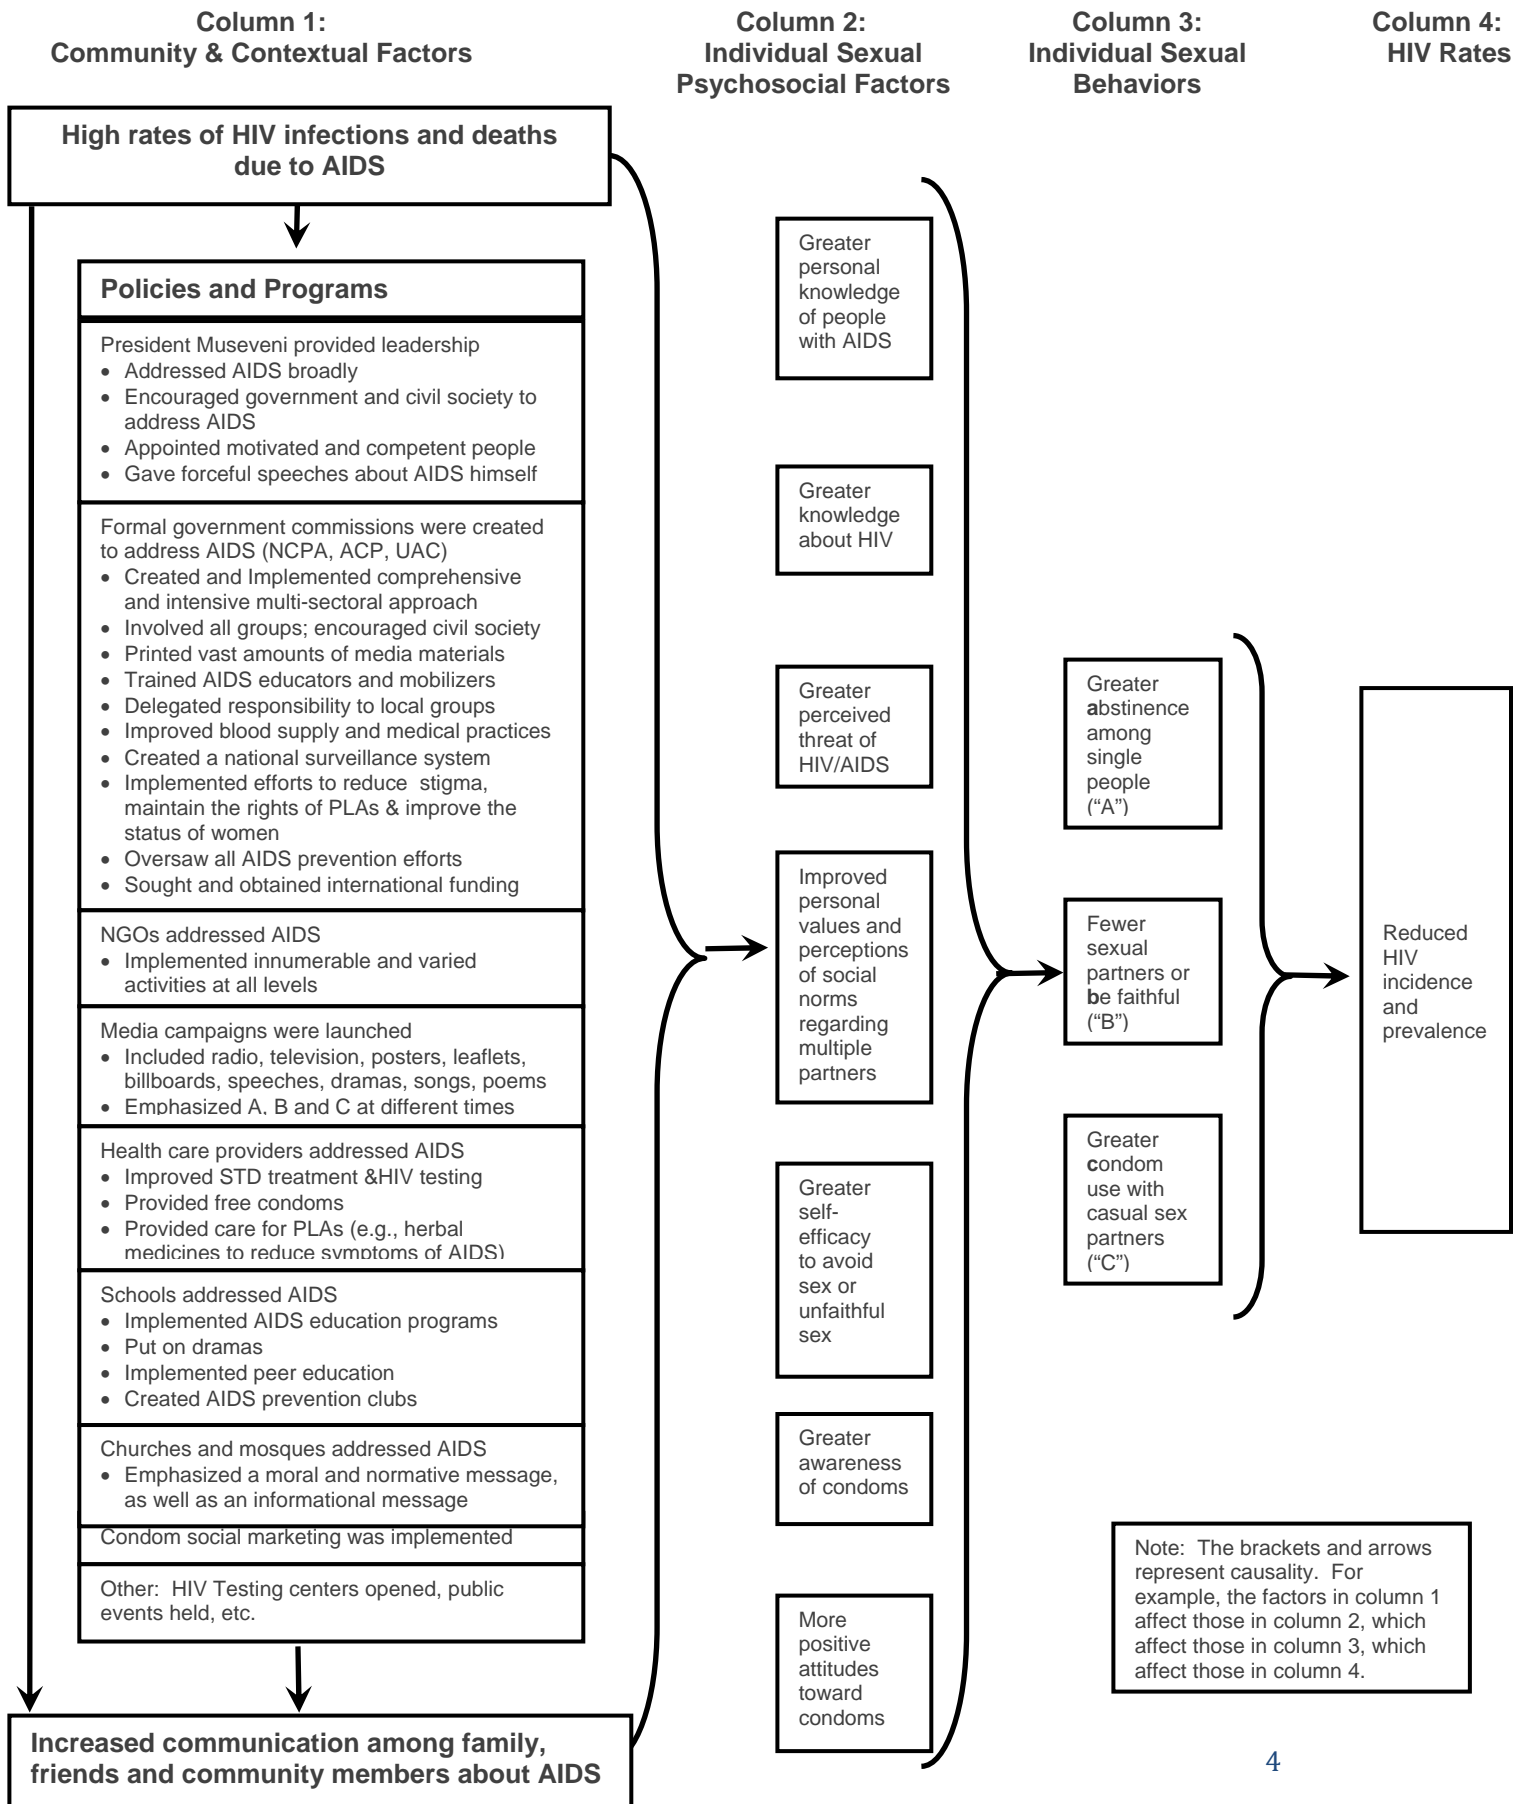 Column 1:
Community & Contextual Factors
Column 2:
Individual Sexual
Psychosocial Factors
Column 3:
Individual Sexual
Behaviors
Column 4:
HIV Rates
High rates of HIV infections and deaths
due to AIDS
Policies and Programs
President Museveni provided leadership
• Addressed AIDS broadly
• Encouraged government and civil society to
address AIDS
• Appointed motivated and competent people
• Gave forceful speeches about AIDS himself
Formal government commissions were created
to address AIDS (NCPA, ACP, UAC)
• Created and Implemented comprehensive
and intensive multi-sectoral approach
• Involved all groups; encouraged civil society
• Printed vast amounts of media materials
• Trained AIDS educators and mobilizers
• Delegated responsibility to local groups
• Improved blood supply and medical practices
• Created a national surveillance system
• Implemented efforts to reduce stigma,
maintain the rights of PLAs & improve the
status of women
• Oversaw all AIDS prevention efforts
• Sought and obtained international funding
NGOs addressed AIDS
• Implemented innumerable and varied
activities at all levels
Media campaigns were launched
• Included radio, television, posters, leaflets,
billboards, speeches, dramas, songs, poems
• Emphasized A, B and C at different times
Health care providers addressed AIDS
• Improved STD treatment &HIV testing
• Provided free condoms
• Provided care for PLAs (e.g., herbal
medicines to reduce symptoms of AIDS)
Schools addressed AIDS
• Implemented AIDS education programs
• Put on dramas
• Implemented peer education
• Created AIDS prevention clubs
Churches and mosques addressed AIDS
• Emphasized a moral and normative message,
as well as an informational message
Condom social marketing was implemented
Other: HIV Testing centers opened, public
events held, etc.
Increased communication among family,
friends and community members about AIDS
Greater
personal
knowledge
of people
with AIDS
Greater
knowledge
about HIV
Greater
perceived
threat of
HIV/AIDS
Improved
personal
values and
perceptions
of social
norms
regarding
multiple
partners
Greater
self-
efficacy
to avoid
sex or
unfaithful
sex
Greater
awareness
of condoms
More
positive
attitudes
toward
condoms
Greater
abstinence
among
single
people
(“A”)
Fewer
sexual
partners or
be faithful
(“B”)
Greater
condom
use with
casual sex
partners
(“C”)
Reduced
HIV
incidence
and
prevalence
Note: The brackets and arrows
represent causality. For
example, the factors in column 1
affect those in column 2, which
affect those in column 3, which
affect those in column 4.
4